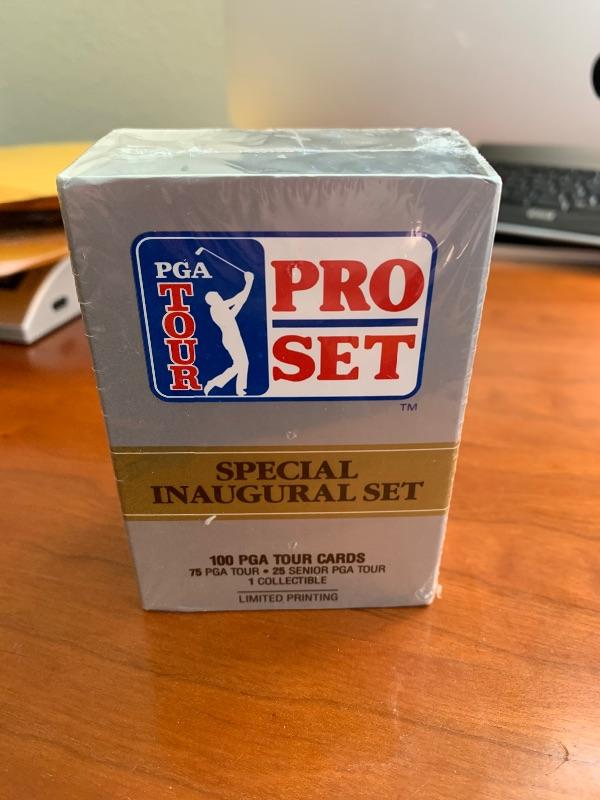 PGA
TOUR
PRO
SET
TM
SPECIAL
INAUGURAL SET
100 PGA TOUR CARDS
75 PGA TOUR • 25 SENIOR PGA TOUR
1 COLLECTIBLE
LIMITED PRINTING